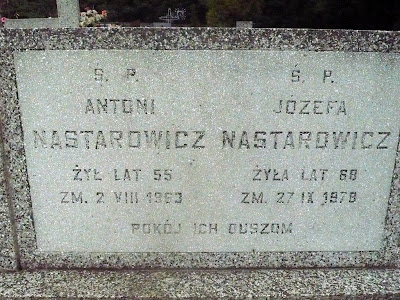 Ś. P.
ANTONI
NASTAROWICZ
ŻYŁ LAT 55
ZM. 2 VIII 1963
Ś. P.
JÓZEFA
NASTAROWICZ
ŻYŁA LAT 68
ZM. 27 IX 1978
POKÓJ ICH DUSZOM